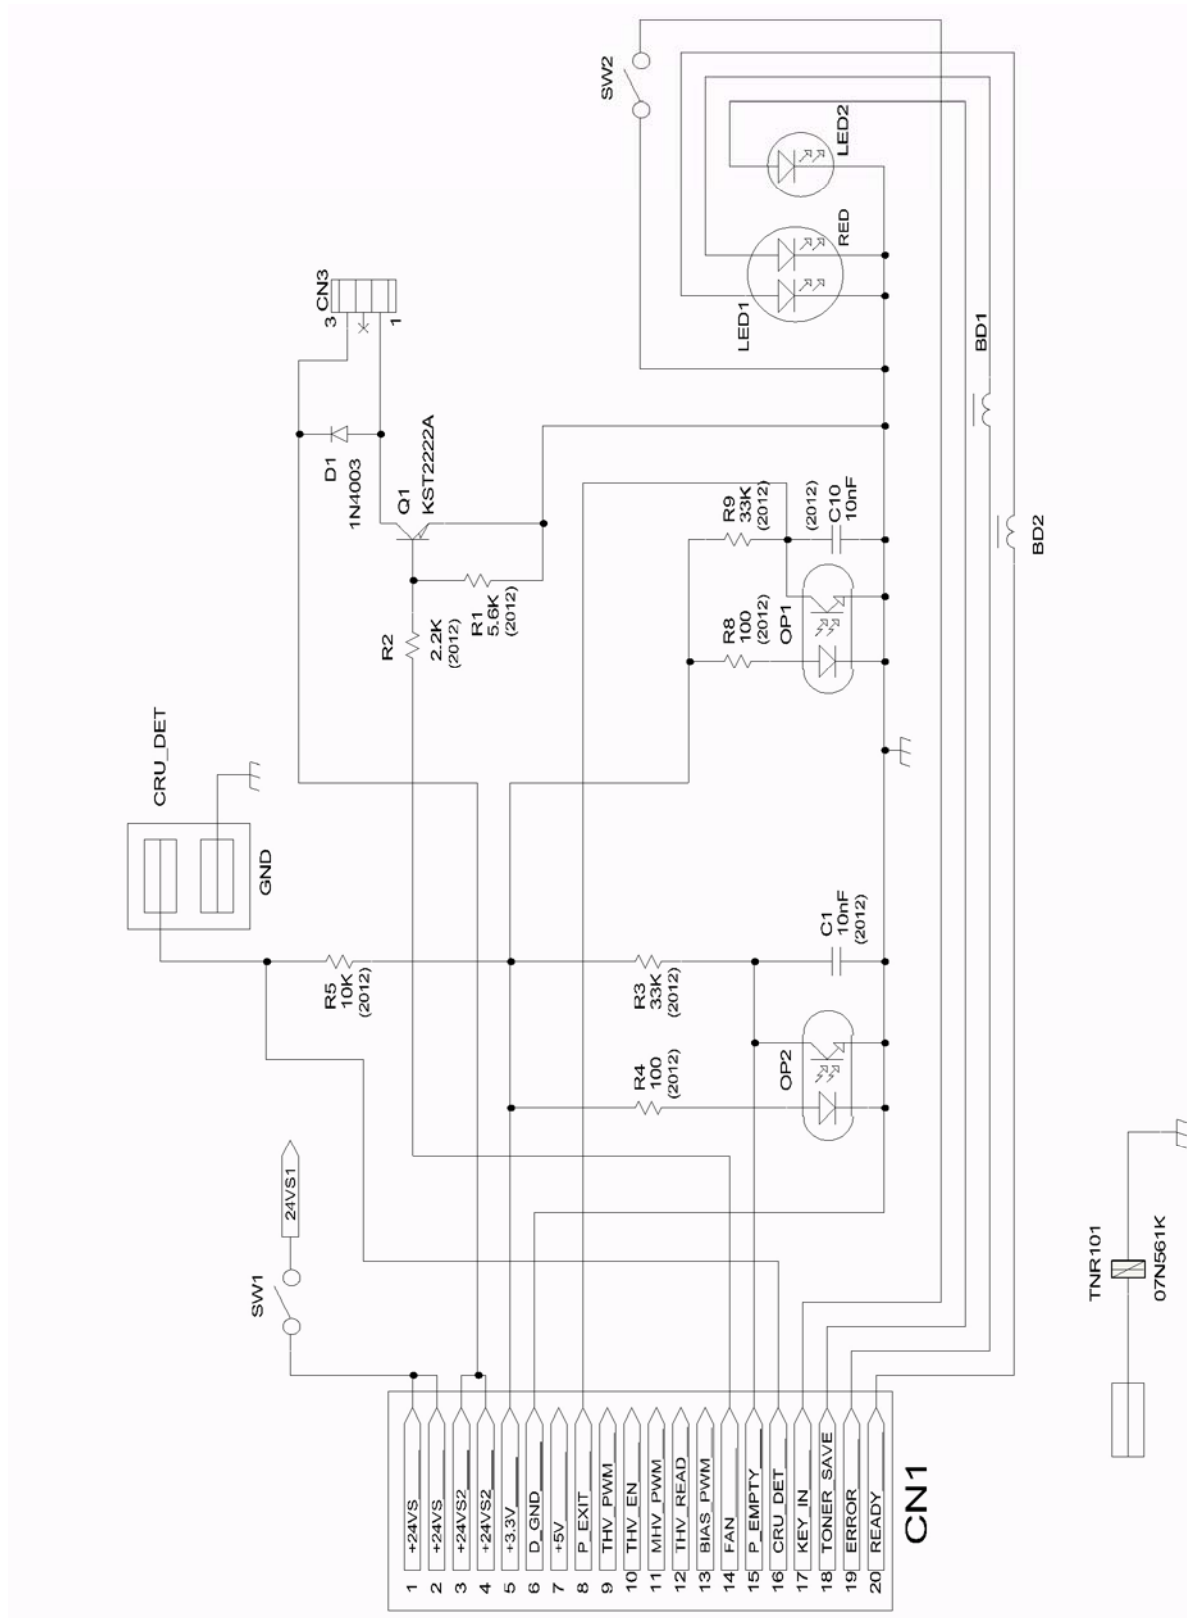 SW2
LED2
RED
LED1
CN3
3
1
BD1
D1
1N4003
Q1
KST2222A
R9
33K
(2012)
(2012)
C10
10nF
BD2
R2
2.2K
(2012)
R1
5.6K
(2012)
R8
100
(2012)
OP1
CRU_DET
GND
R5
10K
(2012)
R3
33K
(2012)
C1
10nF
(2012)
R4
100
(2012)
OP2
24VS1
SW1
TNR101
07N561K
1 +24VS
2 +24VS
3 +24VS2
4 +24VS2
5 +3.3V
6 D_GND
7 +5V
8 P_EXIT
9 THV_PWM
10 THV_EN
11 MHV_PWM
12 THV_READ
13 BIAS_PWM
14 FAN
15 P_EMPTY
16 CRU_DET
17 KEY_IN
18 TONER_SAVE
19 ERROR
20 READY
CN1